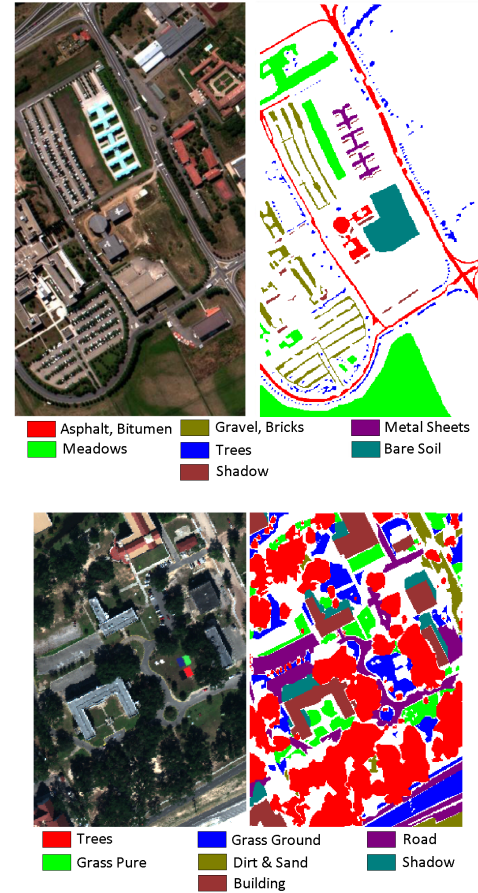 Asphalt, Bitumen Gravel, Bricks Metal Sheets
Meadows Trees Bare Soil
Shadow
Trees Grass Ground Road
Grass Pure Dirt & Sand Shadow
Building